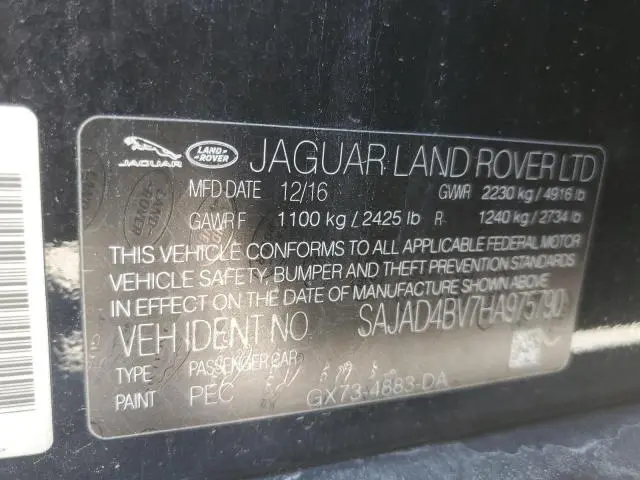 JAGUAR LAND-ROVER JAGUAR LAND ROVER LTD
MFD DATE 12/16 GVWR 2230 kg / 4916 lb
GAWR F 1100 kg / 2425 lb R 1240 kg / 2734 lb
THIS VEHICLE CONFORMS TO ALL APPLICABLE FEDERAL MOTOR
VEHICLE SAFETY, BUMPER AND THEFT PREVENTION STANDARDS
IN EFFECT ON THE DATE OF MANUFACTURE SHOWN ABOVE.
VEH IDENT NO. SAJAD4BV7HA975790
TYPE PASSENGER CAR
PAINT PEC GX73-4883-DA